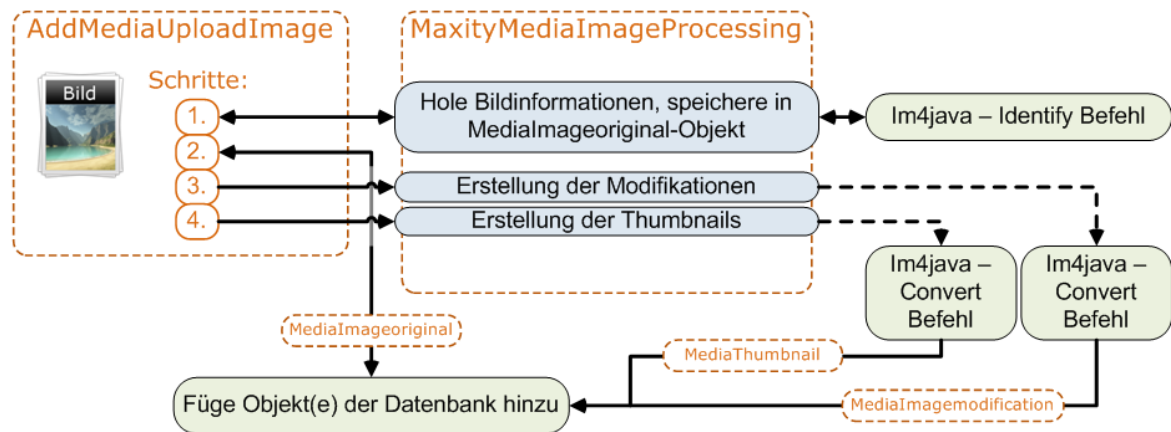 AddMediaUploadImage
MaxityMediaImageProcessing
Schritte:
Bild
1.
Hole Bildinformationen, speichere in
MediaImageoriginal-Objekt
Im4java – Identify Befehl
2.
3.
Erstellung der Modifikationen
4.
Erstellung der Thumbnails
Im4java –
Convert
Befehl
Im4java –
Convert
Befehl
MediaImageoriginal
MediaThumbnail
Füge Objekt(e) der Datenbank hinzu
MediaImagemodification